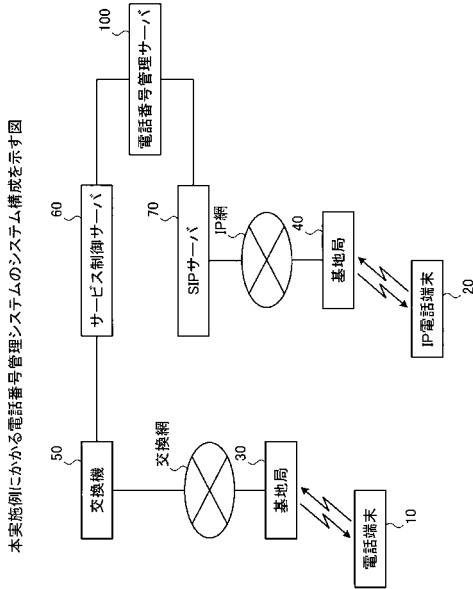 本実施例にかかる電話番号管理システムのシステム構成を示す図
100
電話番号管理サーバ
60
サービス制御サーバ
70
SIPサーバ
IP網
40
基地局
IP電話端末
20
50
交換機
交換網
30
基地局
電話端末
10